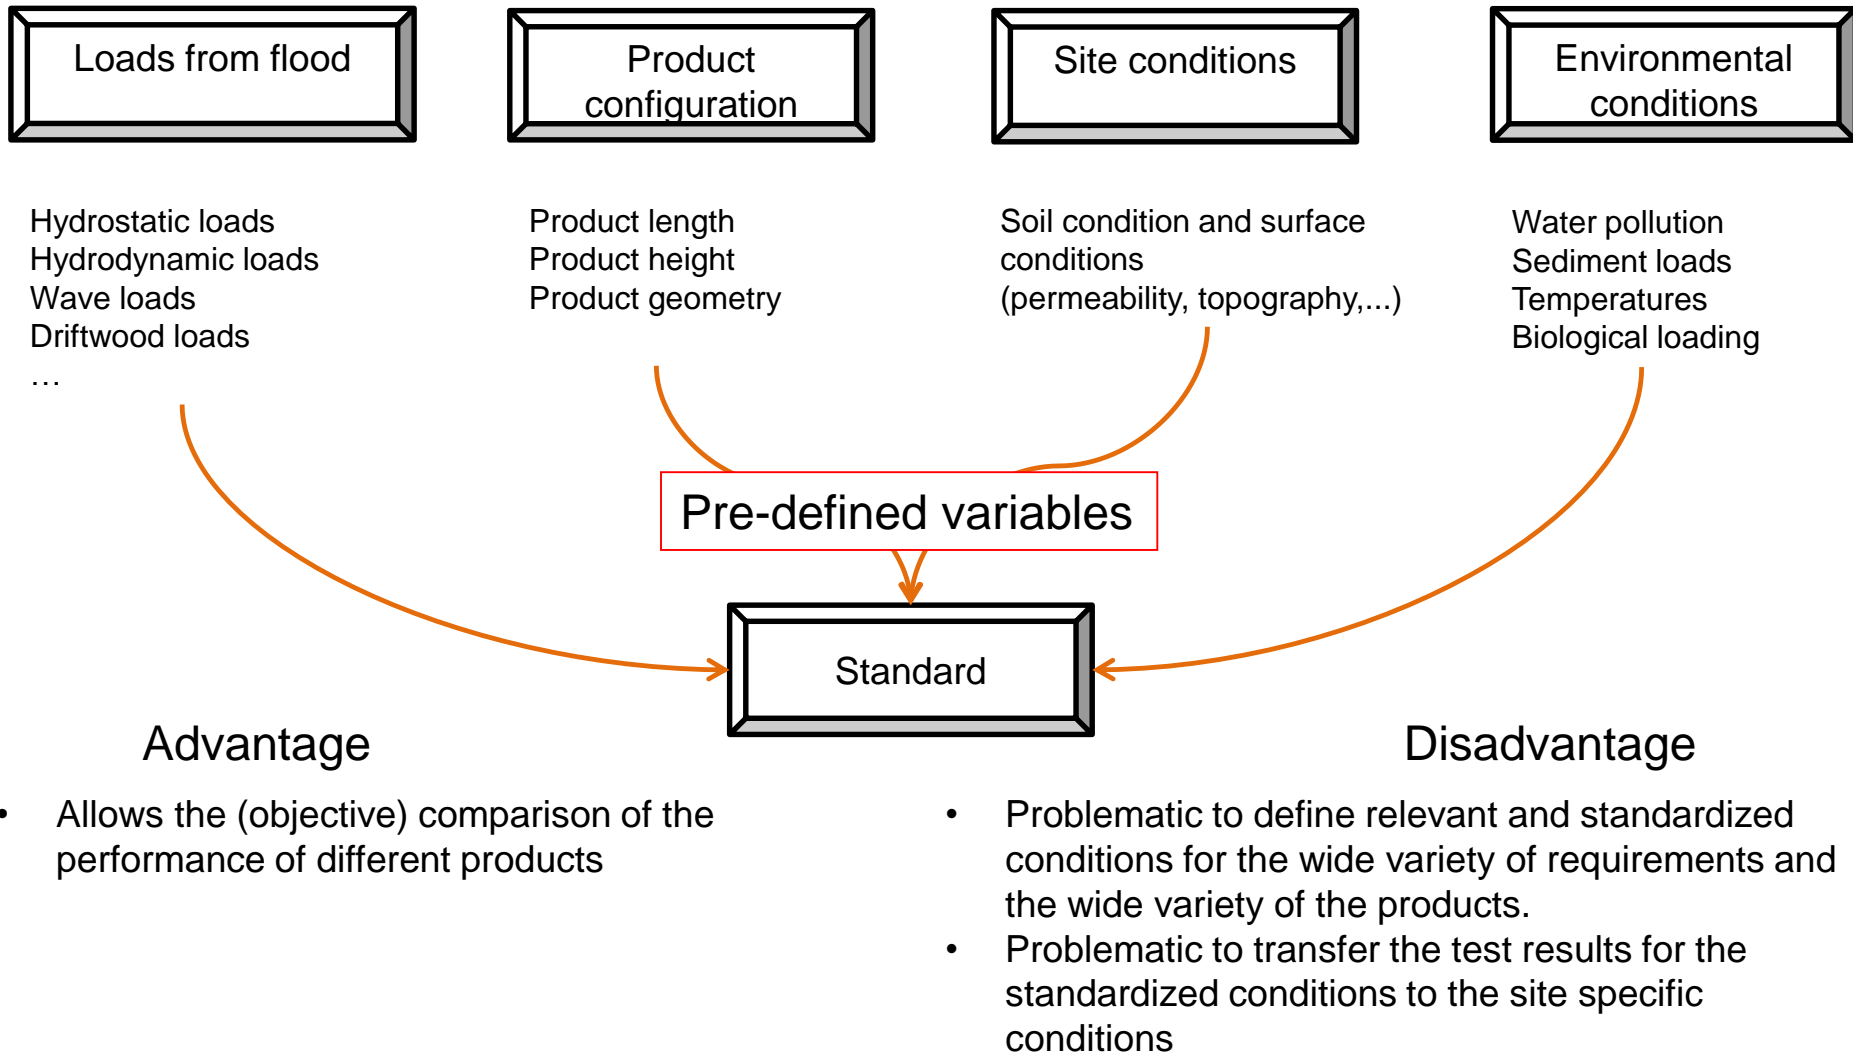 Loads from flood
Product
configuration
Site conditions
Environmental
conditions
Hydrostatic loads
Hydrodynamic loads
Wave loads
Driftwood loads
…
Product length
Product height
Product geometry
Soil condition and surface
conditions
(permeability, topography,...)
Water pollution
Sediment loads
Temperatures
Biological loading
Pre-defined variables
Standard
Advantage
• Allows the (objective) comparison of the
performance of different products
Disadvantage
• Problematic to define relevant and standardized
conditions for the wide variety of requirements and
the wide variety of the products.
• Problematic to transfer the test results for the
standardized conditions to the site specific
conditions